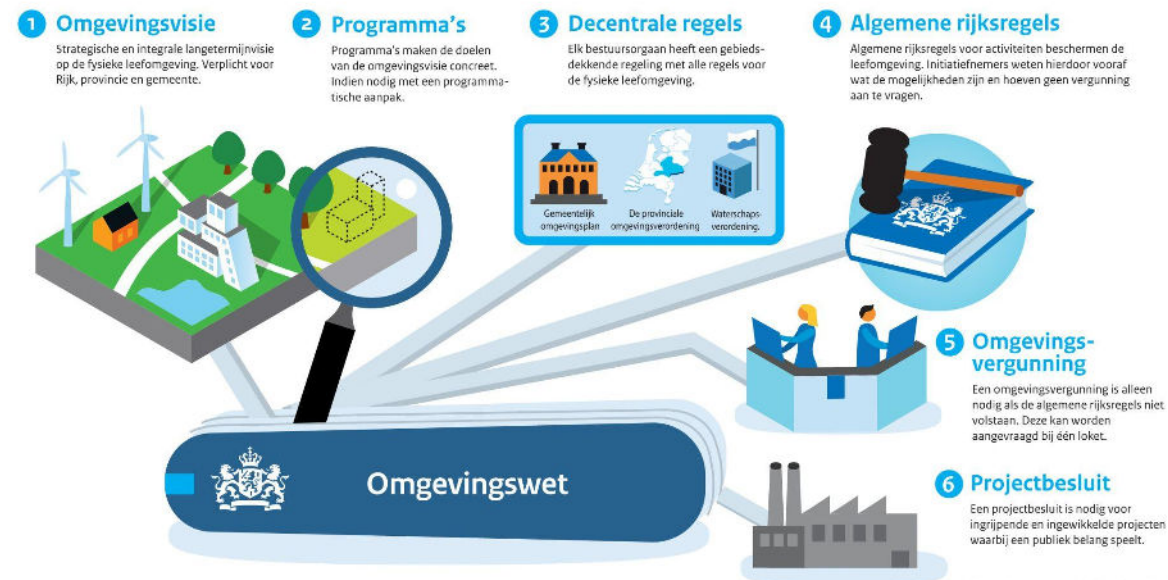 1 Omgevingsvisie
Strategische en integrale langetermijnvisie
op de fysieke leefomgeving. Verplicht voor
Rijk, provincie en gemeente.
2 Programma's
Programma's maken de doelen
van de omgevingsvisie concreet.
Indien nodig met een programma-
tische aanpak.
3 Decentrale regels
Elk bestuursorgaan heeft een gebieds-
dekkende regeling met alle regels voor
de fysieke leefomgeving.
Gemeentelijk
omgevingsplan
De provinciale
omgevingsverordening
Waterschaps-
verordening.
4 Algemene rijksregels
Algemene rijksregels voor activiteiten beschermen de
leefomgeving. Initiatiefnemers weten hierdoor vooraf
wat de mogelijkheden zijn en hoeven geen vergunning
aan te vragen.
5 Omgevings-
vergunning
Een omgevingsvergunning is alleen
nodig als de algemene rijksregels niet
volstaan. Deze kan worden
aangevraagd bij één loket.
6 Projectbesluit
Een projectbesluit is nodig voor
ingrijpende en ingewikkelde projecten
waarbij een publiek belang speelt.
Omgevingswet